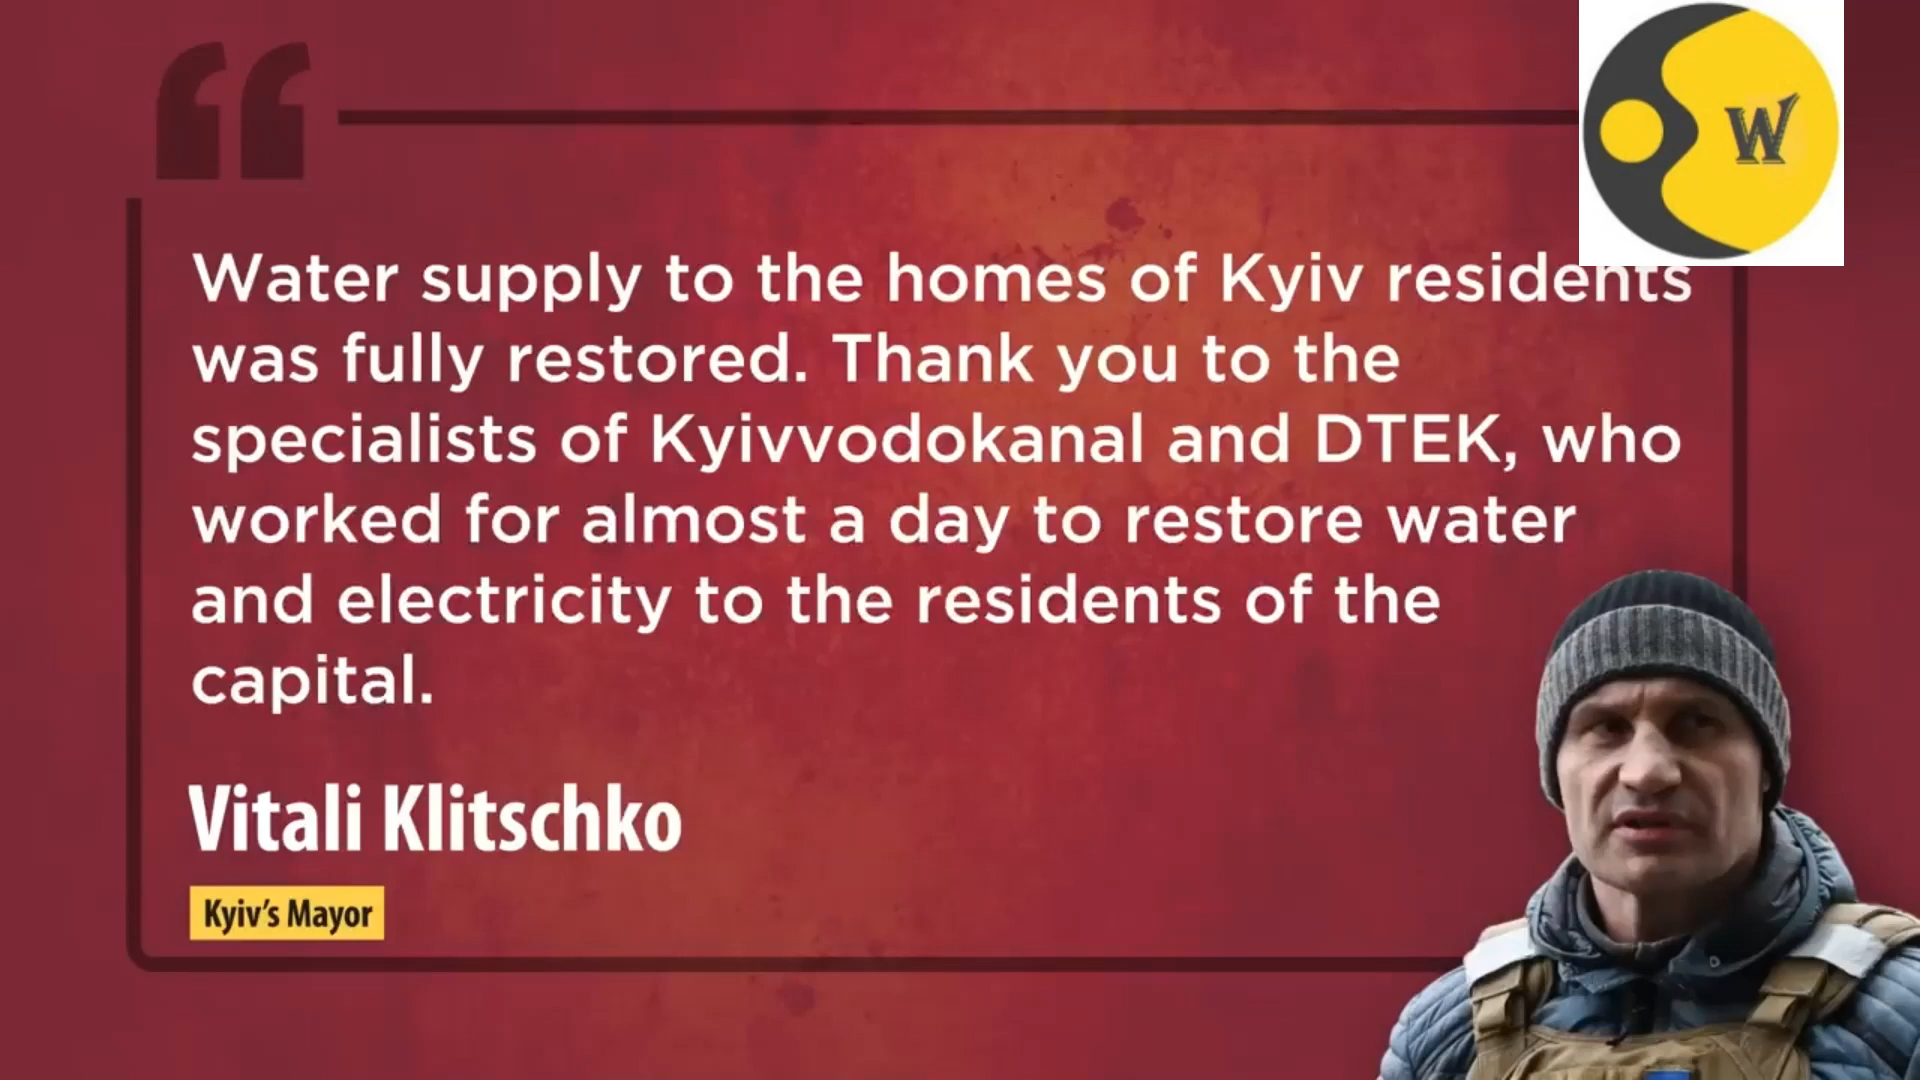 W
Water supply to the homes of Kyiv residents
was fully restored. Thank you to the
specialists of Kyivvodokanal and DTEK, who
worked for almost a day to restore water
and electricity to the residents of the
capital.
Vitali Klitschko
Kyiv's Mayor